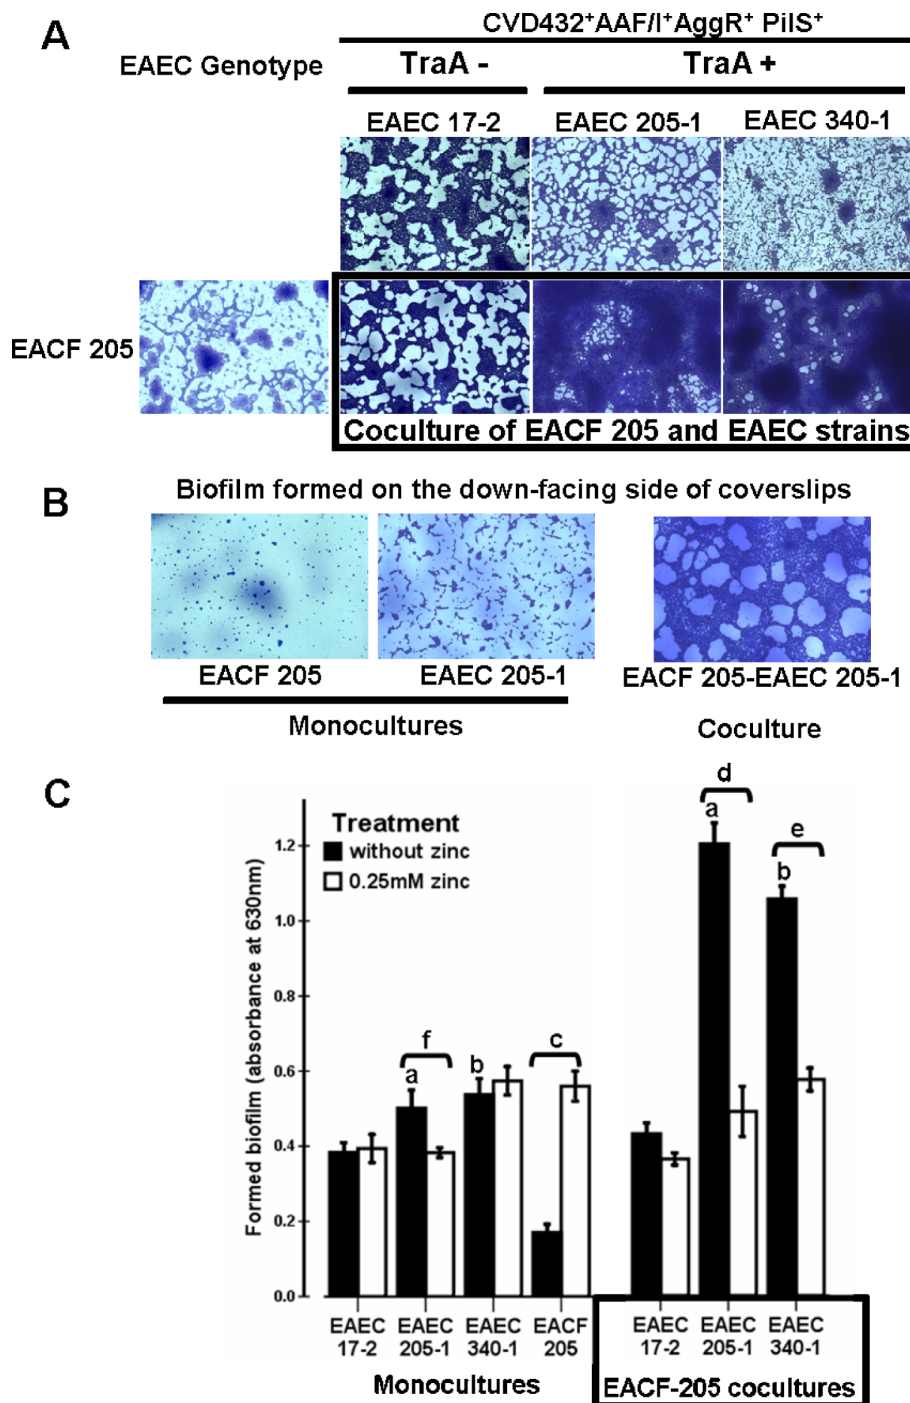 A
CVD432⁺AAF/I⁺AggR⁺ PilS⁺
EAEC Genotype
TraA -
TraA +
EAEC 17-2
EAEC 205-1
EAEC 340-1
EACF 205
Coculture of EACF 205 and EAEC strains
B
Biofilm formed on the down-facing side of coverslips
EACF 205
EAEC 205-1
EACF 205-EAEC 205-1
Monocultures
Coculture
C
Treatment
without zinc
0.25mM zinc
Formed biofilm (absorbance at 630nm)
1.2
1.0
0.8
0.6
0.4
0.2
0.0
f
a
b
c
d
a
e
b
EAEC 17-2
EAEC 205-1
EAEC 340-1
EACF 205
EAEC 17-2
EAEC 205-1
EAEC 340-1
Monocultures
EACF-205 cocultures